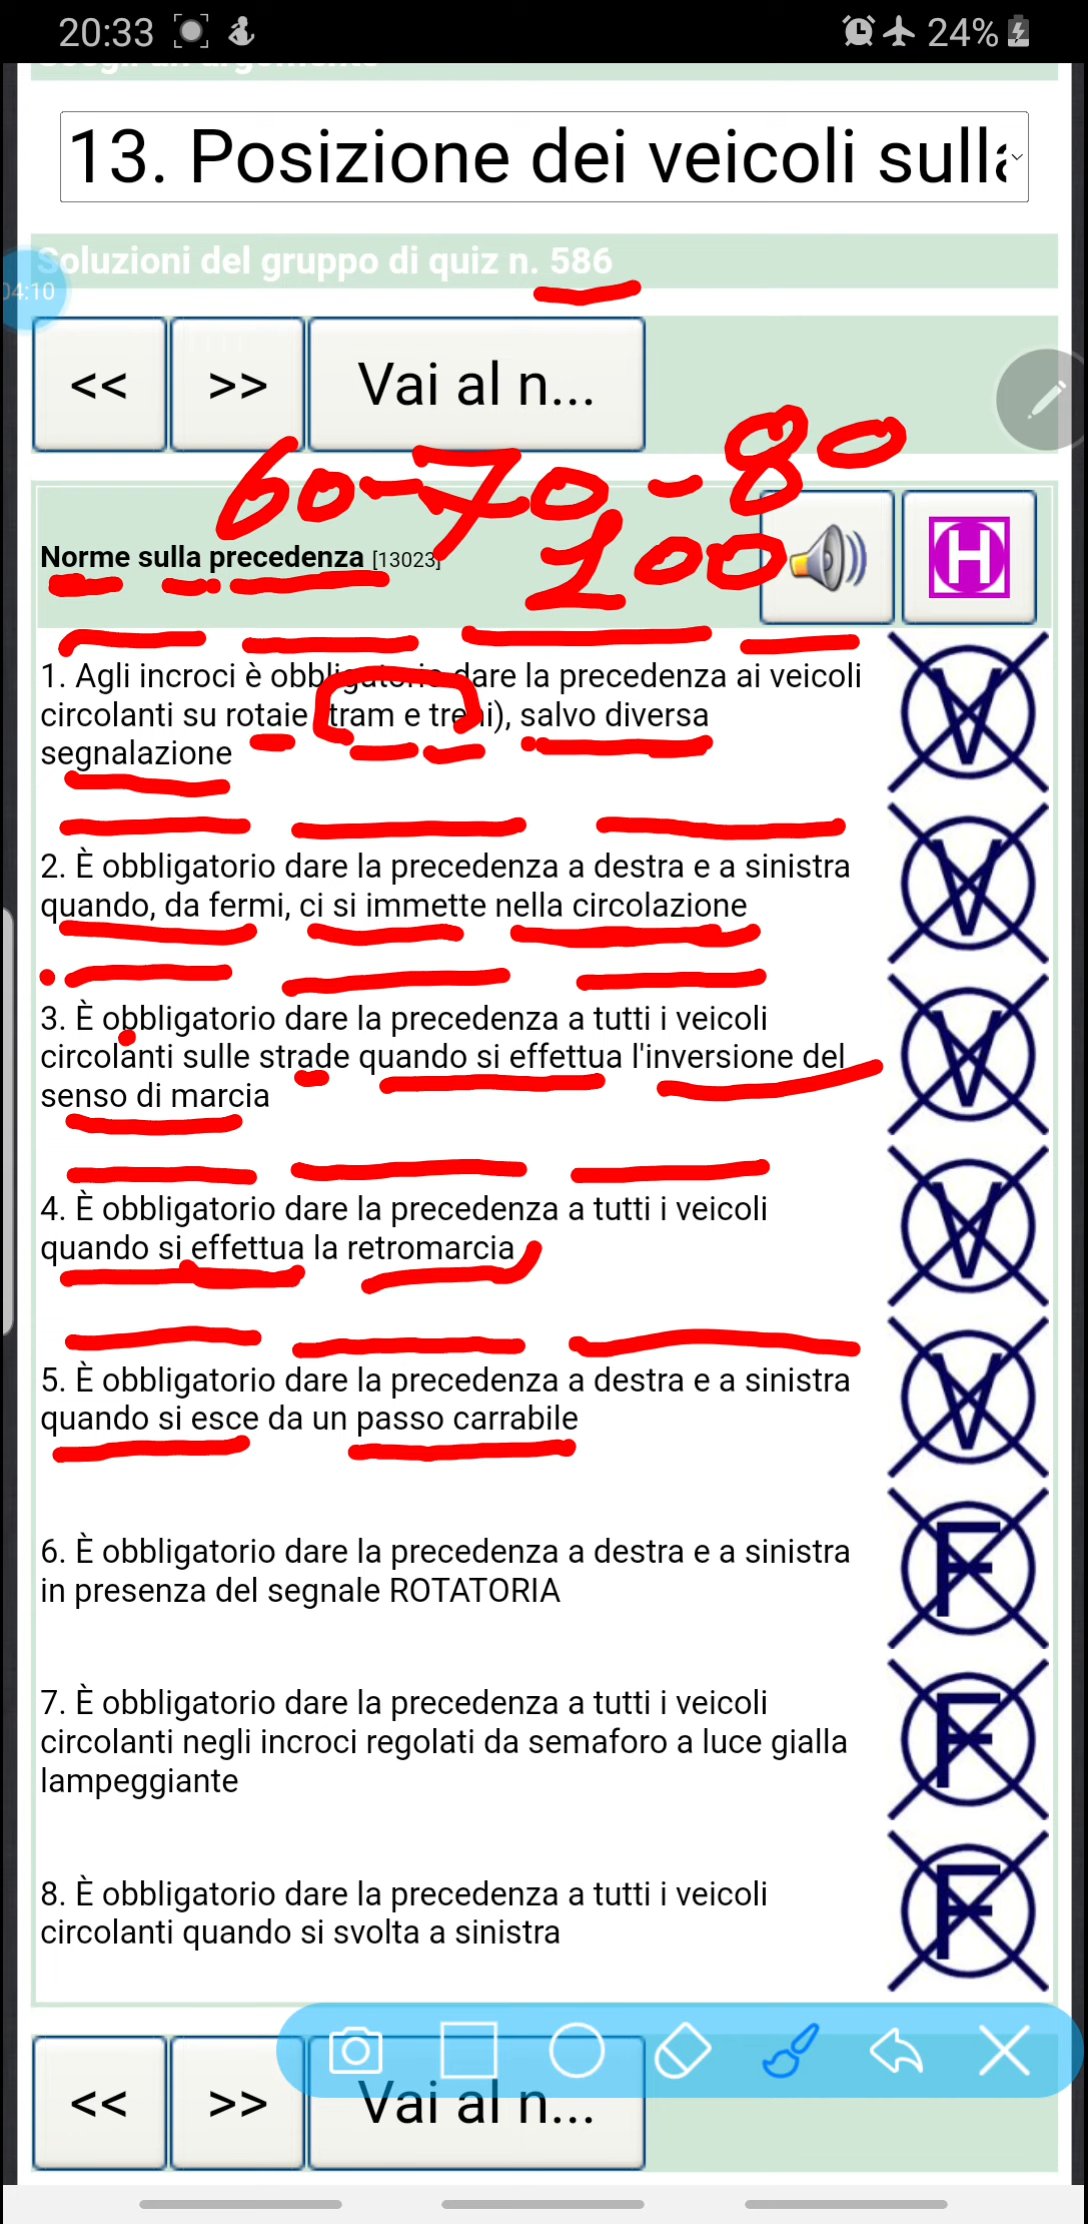 20:33
24%
13. Posizione dei veicoli sulla
Soluzioni del gruppo di quiz n. 586
04:10
<< >> Vai al n...
60-70-80
100
Norme sulla precedenza [13023]
H
1. Agli incroci è obbligatorio dare la precedenza ai veicoli
circolanti su rotaie (tram e treni), salvo diversa
segnalazione
V
2. È obbligatorio dare la precedenza a destra e a sinistra
quando, da fermi, ci si immette nella circolazione
V
3. È obbligatorio dare la precedenza a tutti i veicoli
circolanti sulle strade quando si effettua l'inversione del
senso di marcia
V
4. È obbligatorio dare la precedenza a tutti i veicoli
quando si effettua la retromarcia
V
5. È obbligatorio dare la precedenza a destra e a sinistra
quando si esce da un passo carrabile
V
6. È obbligatorio dare la precedenza a destra e a sinistra
in presenza del segnale ROTATORIA
F
7. È obbligatorio dare la precedenza a tutti i veicoli
circolanti negli incroci regolati da semaforo a luce gialla
lampeggiante
F
8. È obbligatorio dare la precedenza a tutti i veicoli
circolanti quando si svolta a sinistra
F
<< >> Vai al n...